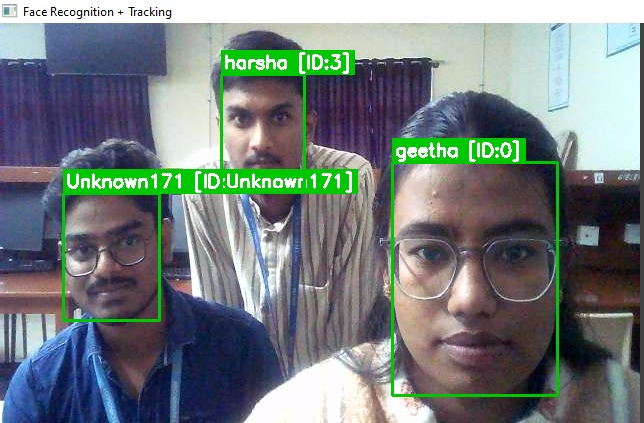 Face Recognition + Tracking
harsha [ID:3]
geetha [ID:0]
Unknown171 [ID:Unknown171]